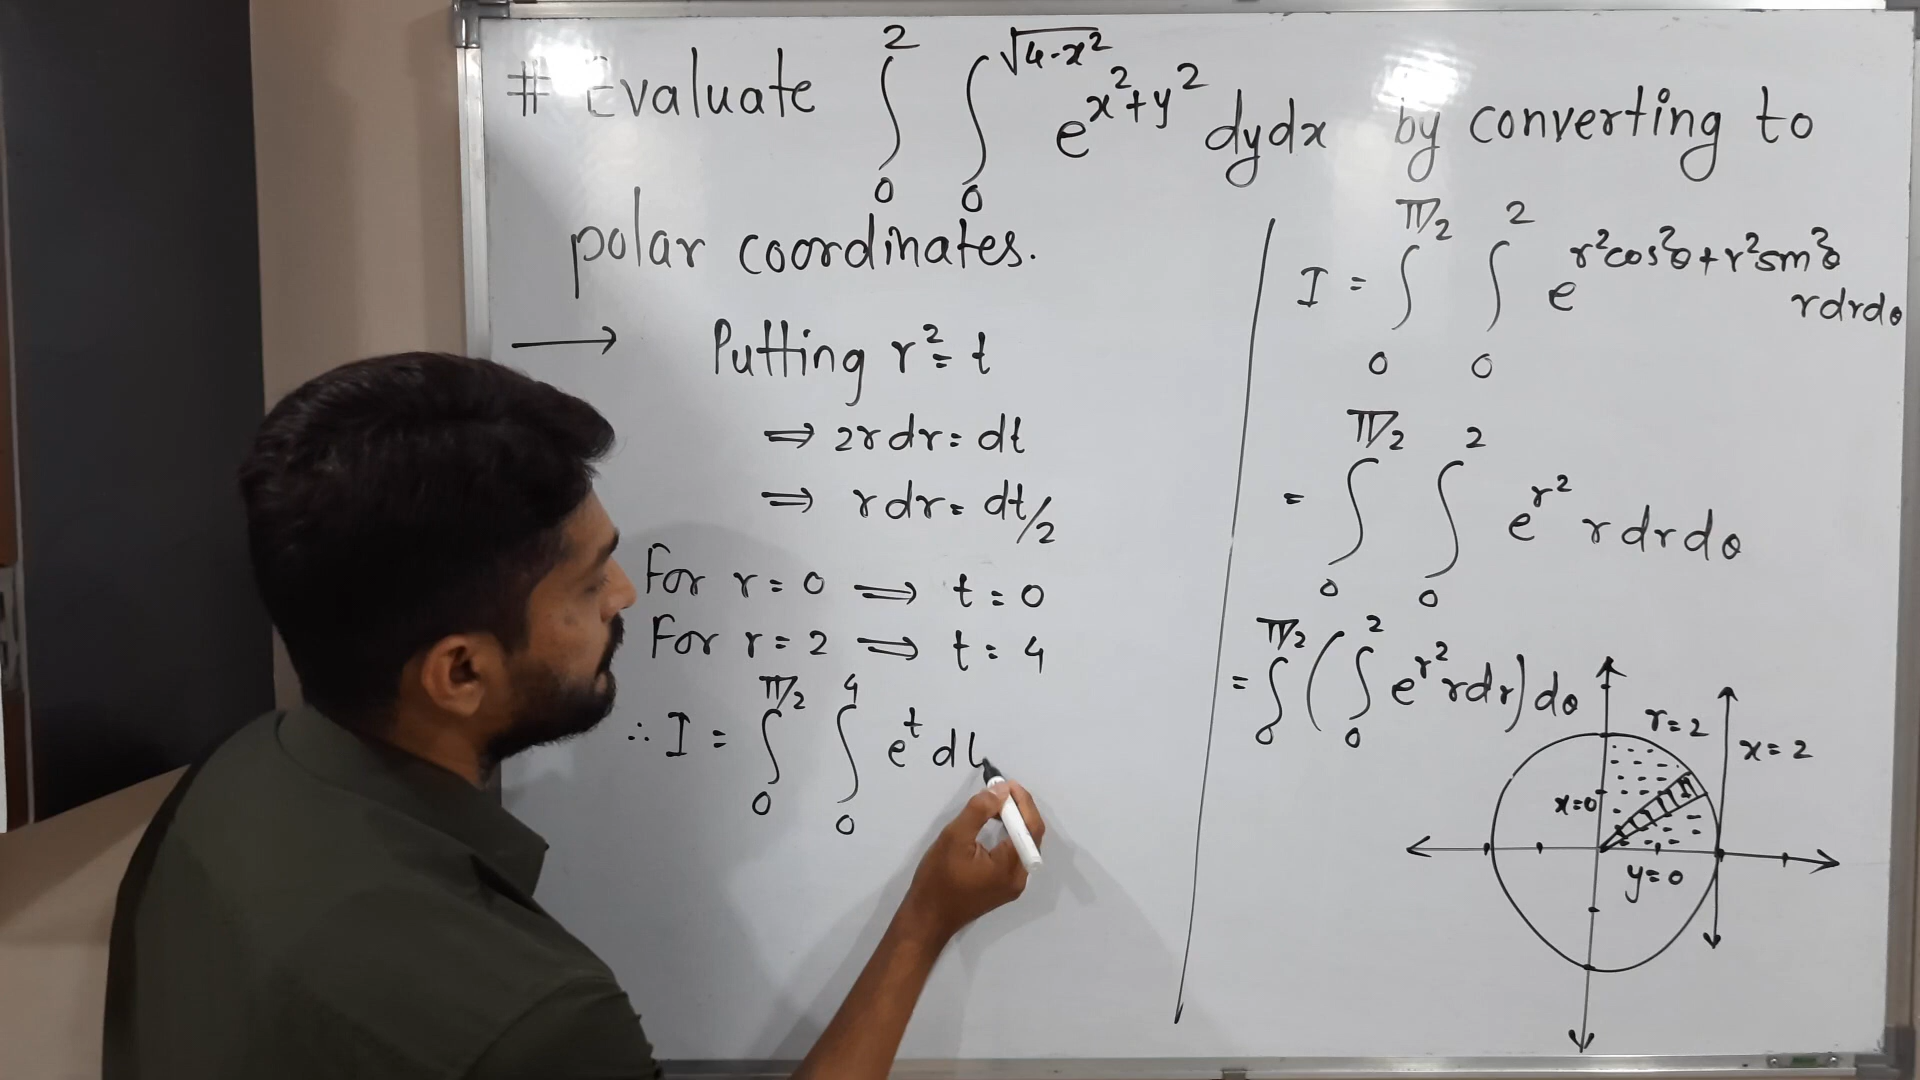 # Evaluate ∫₀² ∫₀^√(4-x²) e^(x²+y²) dydx by converting to
polar coordinates.
→ Putting r² = t
⇒ 2rdr = dt
⇒ rdr = dt/2
For r = 0 ⟹ t = 0
For r = 2 ⟹ t = 4
∴ I = ∫₀^(π/2) ∫₀⁴ e^t d
I = ∫₀^(π/2) ∫₀² e^(r²cos²θ + r²sin²θ) rdrdθ
= ∫₀^(π/2) ∫₀² e^(r²) rdrdθ
= ∫₀^(π/2) (∫₀² e^(r²) rdr) dθ
r = 2
x = 2
x=0
y = 0